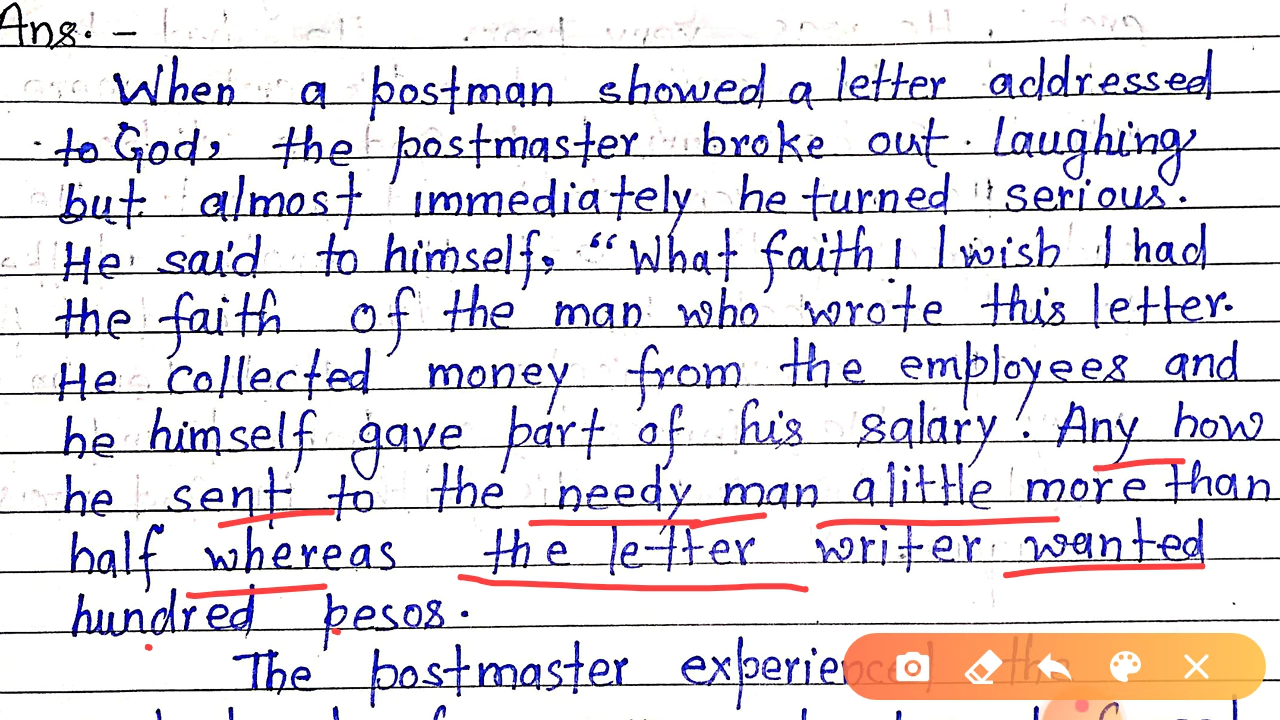 Ans. -
When a postman showed a letter addressed
to God, the postmaster broke out laughing,
but almost immediately he turned serious.
He said to himself, "What faith! I wish I had
the faith of the man who wrote this letter.
He collected money from the employees and
he himself gave part of his salary. Any how
he sent to the needy man a little more than
half whereas the letter writer wanted
hundred pesos.
The postmaster